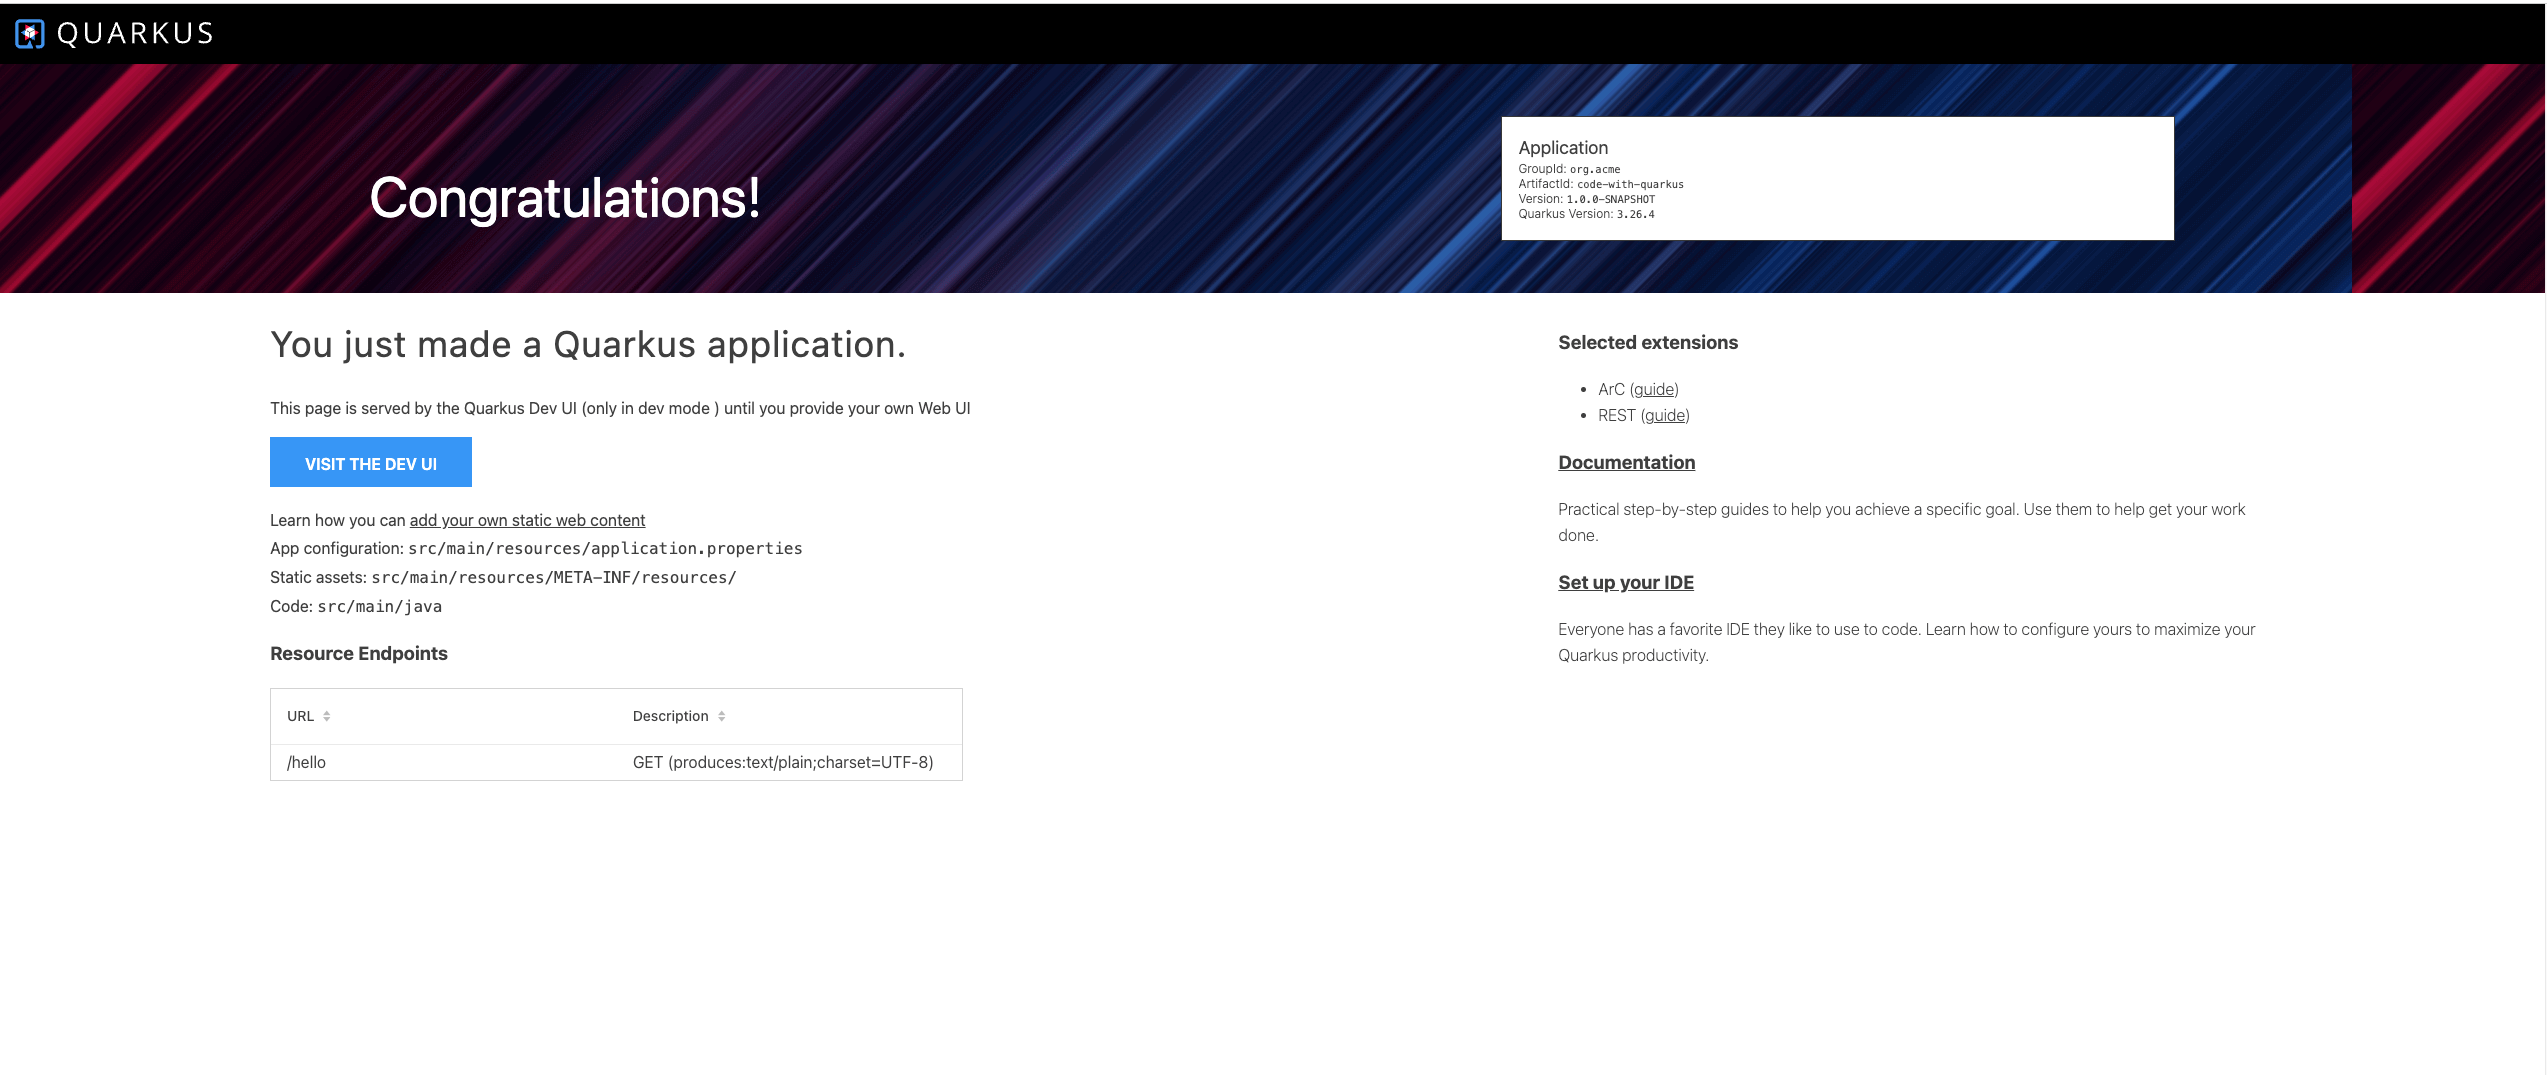 QUARKUS
Congratulations!
Application
GroupId: org.acme
ArtifactId: code-with-quarkus
Version: 1.0.0-SNAPSHOT
Quarkus Version: 3.26.4
You just made a Quarkus application.
This page is served by the Quarkus Dev UI (only in dev mode ) until you provide your own Web UI
VISIT THE DEV UI
Learn how you can add your own static web content
App configuration: src/main/resources/application.properties
Static assets: src/main/resources/META-INF/resources/
Code: src/main/java
Resource Endpoints
URL Description
/hello GET (produces:text/plain;charset=UTF-8)
Selected extensions
• ArC (guide)
• REST (guide)
Documentation
Practical step-by-step guides to help you achieve a specific goal. Use them to help get your work
done.
Set up your IDE
Everyone has a favorite IDE they like to use to code. Learn how to configure yours to maximize your
Quarkus productivity.